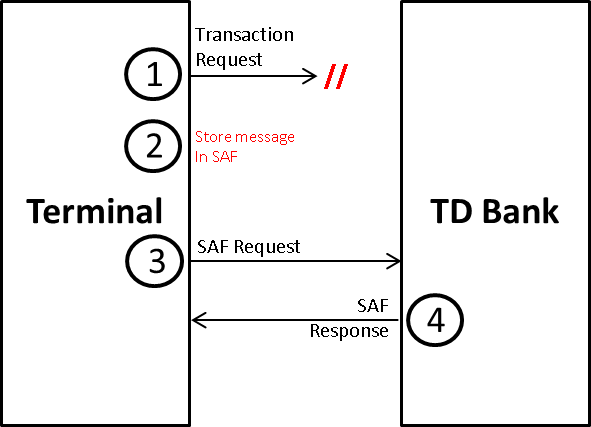 Transaction
Request
1
//
2
Store message
In SAF
Terminal
TD Bank
SAF Request
3
SAF
Response
4